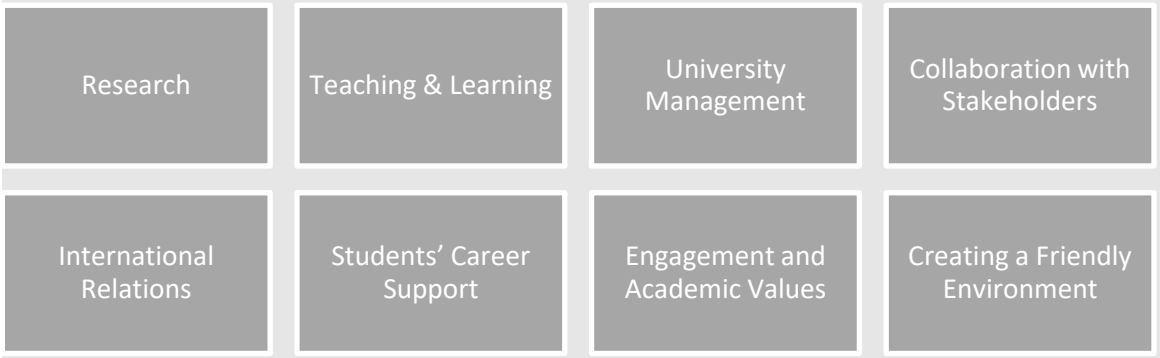 Research
Teaching & Learning
University
Management
Collaboration with
Stakeholders
International
Relations
Students’ Career
Support
Engagement and
Academic Values
Creating a Friendly
Environment